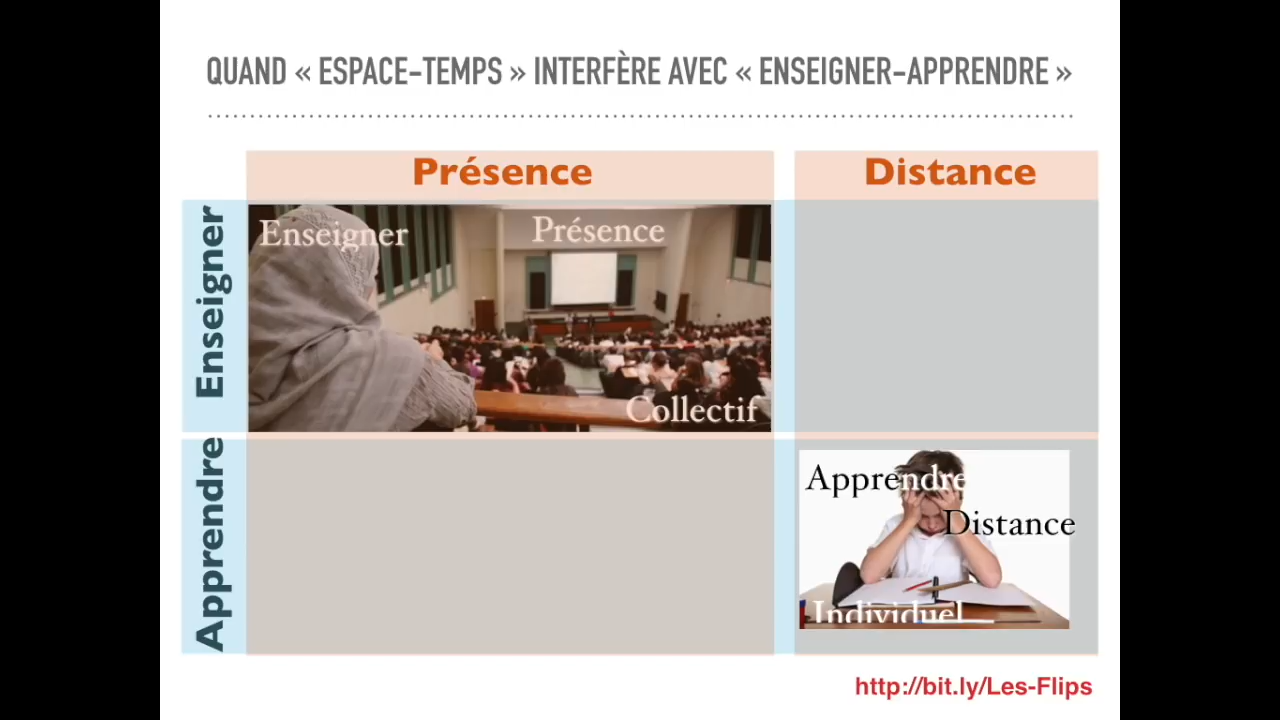 QUAND « ESPACE-TEMPS » INTERFÈRE AVEC « ENSEIGNER-APPRENDRE »
Présence
Distance
Enseigner
Enseigner
Présence
Collectif
Apprendre
Apprendre
Distance
Individuel
http://bit.ly/Les-Flips